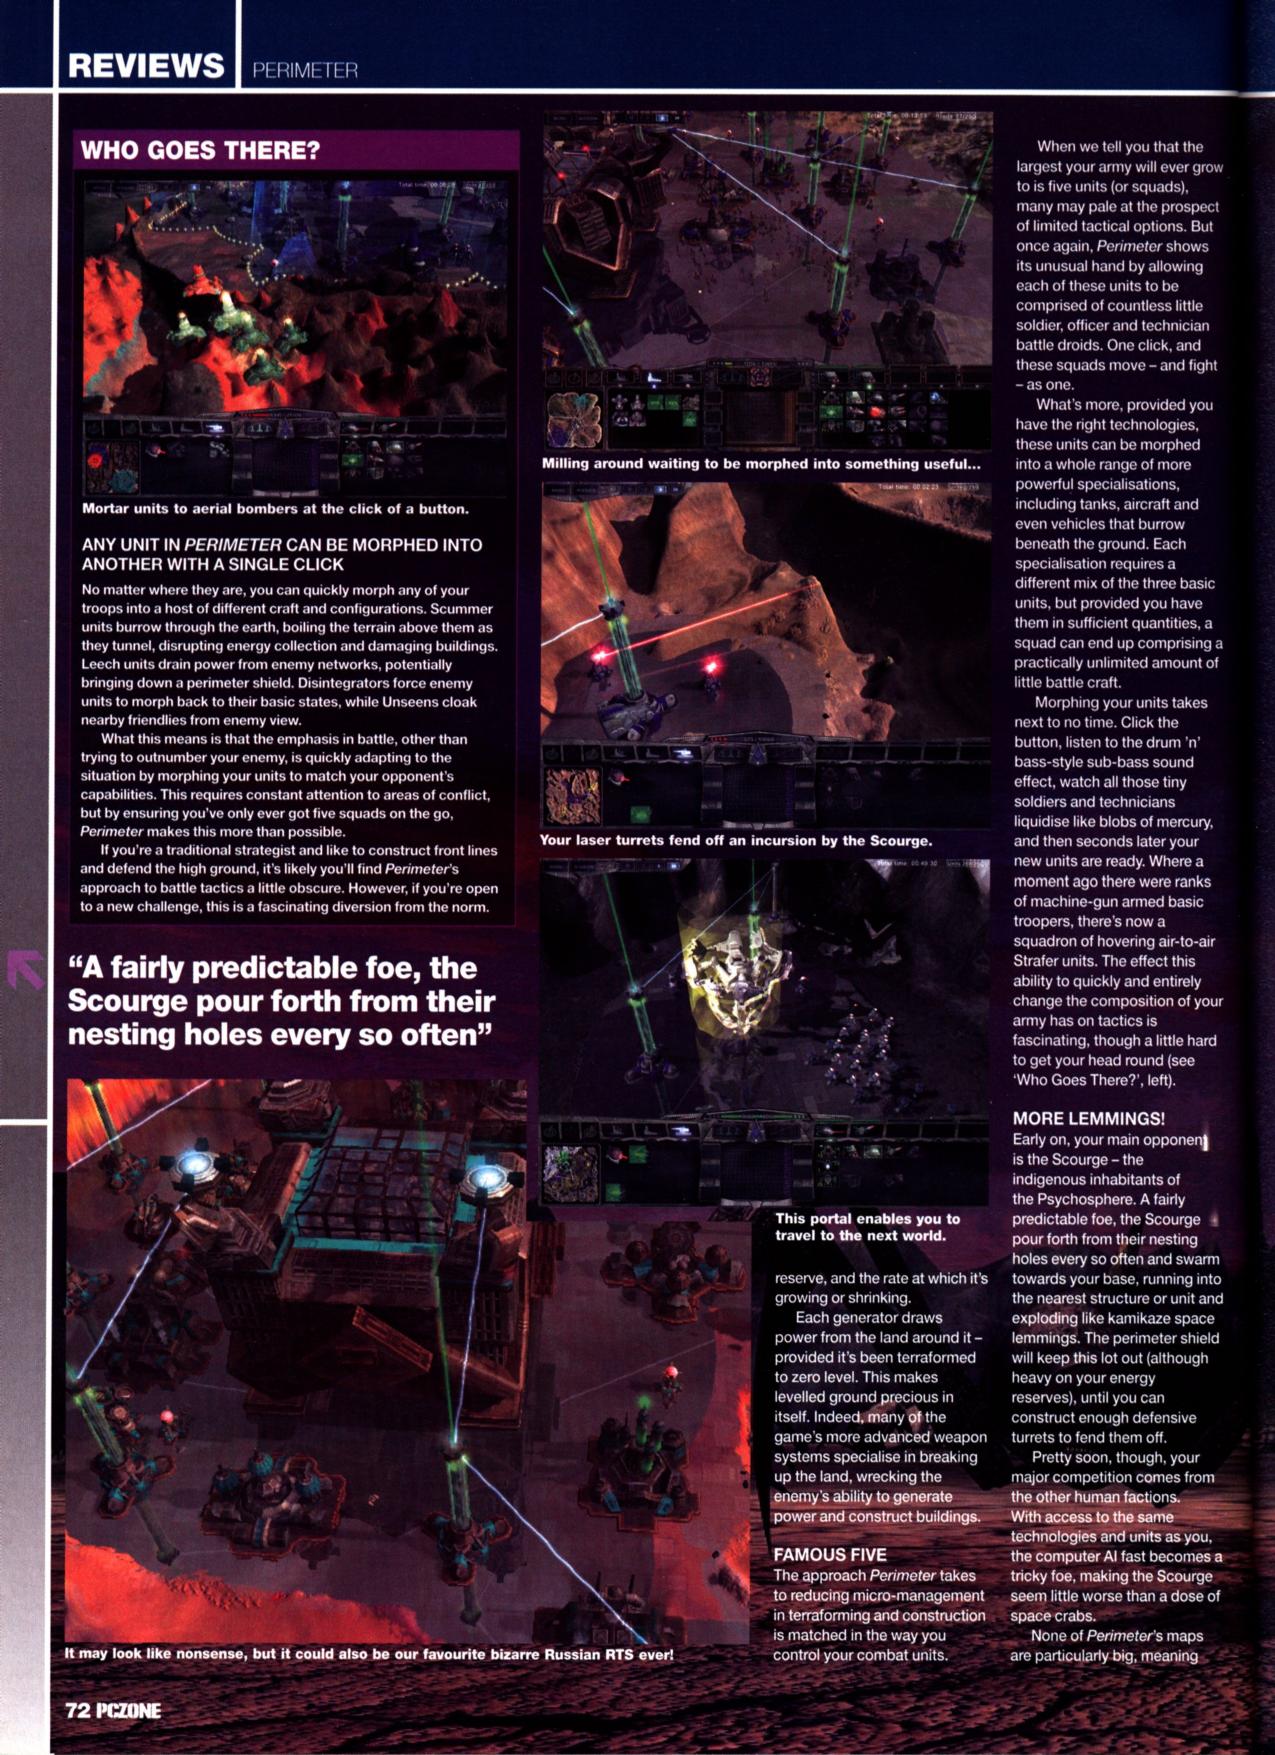 REVIEWS
PERIMETER
WHO GOES THERE?
Mortar units to aerial bombers at the click of a button.
ANY UNIT IN PERIMETER CAN BE MORPHED INTO
ANOTHER WITH A SINGLE CLICK
No matter where they are, you can quickly morph any of your
troops into a host of different craft and configurations. Scummer
units burrow through the earth, boiling the terrain above them as
they tunnel, disrupting energy collection and damaging buildings.
Leech units drain power from enemy networks, potentially
bringing down a perimeter shield. Disintegrators force enemy
units to morph back to their basic states, while Unseens cloak
nearby friendlies from enemy view.
What this means is that the emphasis in battle, other than
trying to outnumber your enemy, is quickly adapting to the
situation by morphing your units to match your opponent's
capabilities. This requires constant attention to areas of conflict,
but by ensuring you've only ever got five squads on the go,
Perimeter makes this more than possible.
If you're a traditional strategist and like to construct front lines
and defend the high ground, it's likely you'll find Perimeter's
approach to battle tactics a little obscure. However, if you're open
to a new challenge, this is a fascinating diversion from the norm.
“A fairly predictable foe, the
Scourge pour forth from their
nesting holes every so often”
It may look like nonsense, but it could also be our favourite bizarre Russian RTS ever!
Milling around waiting to be morphed into something useful...
Total time: 00:02:23
Your laser turrets fend off an incursion by the Scourge.
Total time: 00:49:30
This portal enables you to
travel to the next world.
reserve, and the rate at which it's
growing or shrinking.
Each generator draws
power from the land around it –
provided it's been terraformed
to zero level. This makes
levelled ground precious in
itself. Indeed, many of the
game's more advanced weapon
systems specialise in breaking
up the land, wrecking the
enemy's ability to generate
power and construct buildings.
FAMOUS FIVE
The approach Perimeter takes
to reducing micro-management
in terraforming and construction
is matched in the way you
control your combat units.
When we tell you that the
largest your army will ever grow
to is five units (or squads),
many may pale at the prospect
of limited tactical options. But
once again, Perimeter shows
its unusual hand by allowing
each of these units to be
comprised of countless little
soldier, officer and technician
battle droids. One click, and
these squads move – and fight
– as one.
What's more, provided you
have the right technologies,
these units can be morphed
into a whole range of more
powerful specialisations,
including tanks, aircraft and
even vehicles that burrow
beneath the ground. Each
specialisation requires a
different mix of the three basic
units, but provided you have
them in sufficient quantities, a
squad can end up comprising a
practically unlimited amount of
little battle craft.
Morphing your units takes
next to no time. Click the
button, listen to the drum 'n'
bass-style sub-bass sound
effect, watch all those tiny
soldiers and technicians
liquidise like blobs of mercury,
and then seconds later your
new units are ready. Where a
moment ago there were ranks
of machine-gun armed basic
troopers, there's now a
squadron of hovering air-to-air
Strafer units. The effect this
ability to quickly and entirely
change the composition of your
army has on tactics is
fascinating, though a little hard
to get your head round (see
‘Who Goes There?’, left).
MORE LEMMINGS!
Early on, your main opponent
is the Scourge – the
indigenous inhabitants of
the Psychosphere. A fairly
predictable foe, the Scourge
pour forth from their nesting
holes every so often and swarm
towards your base, running into
the nearest structure or unit and
exploding like kamikaze space
lemmings. The perimeter shield
will keep this lot out (although
heavy on your energy
reserves), until you can
construct enough defensive
turrets to fend them off.
Pretty soon, though, your
major competition comes from
the other human factions.
With access to the same
technologies and units as you,
the computer AI fast becomes a
tricky foe, making the Scourge
seem little worse than a dose of
space crabs.
None of Perimeter's maps
are particularly big, meaning
72 PCZONE